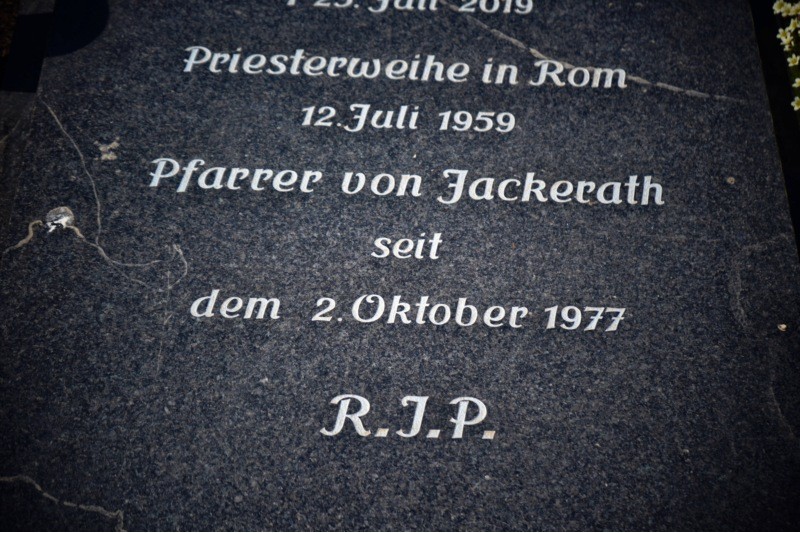 † 25. Juli 2019
Priesterweihe in Rom
12. Juli 1959
Pfarrer von Jackerath
seit
dem 2. Oktober 1977
R.I.P.